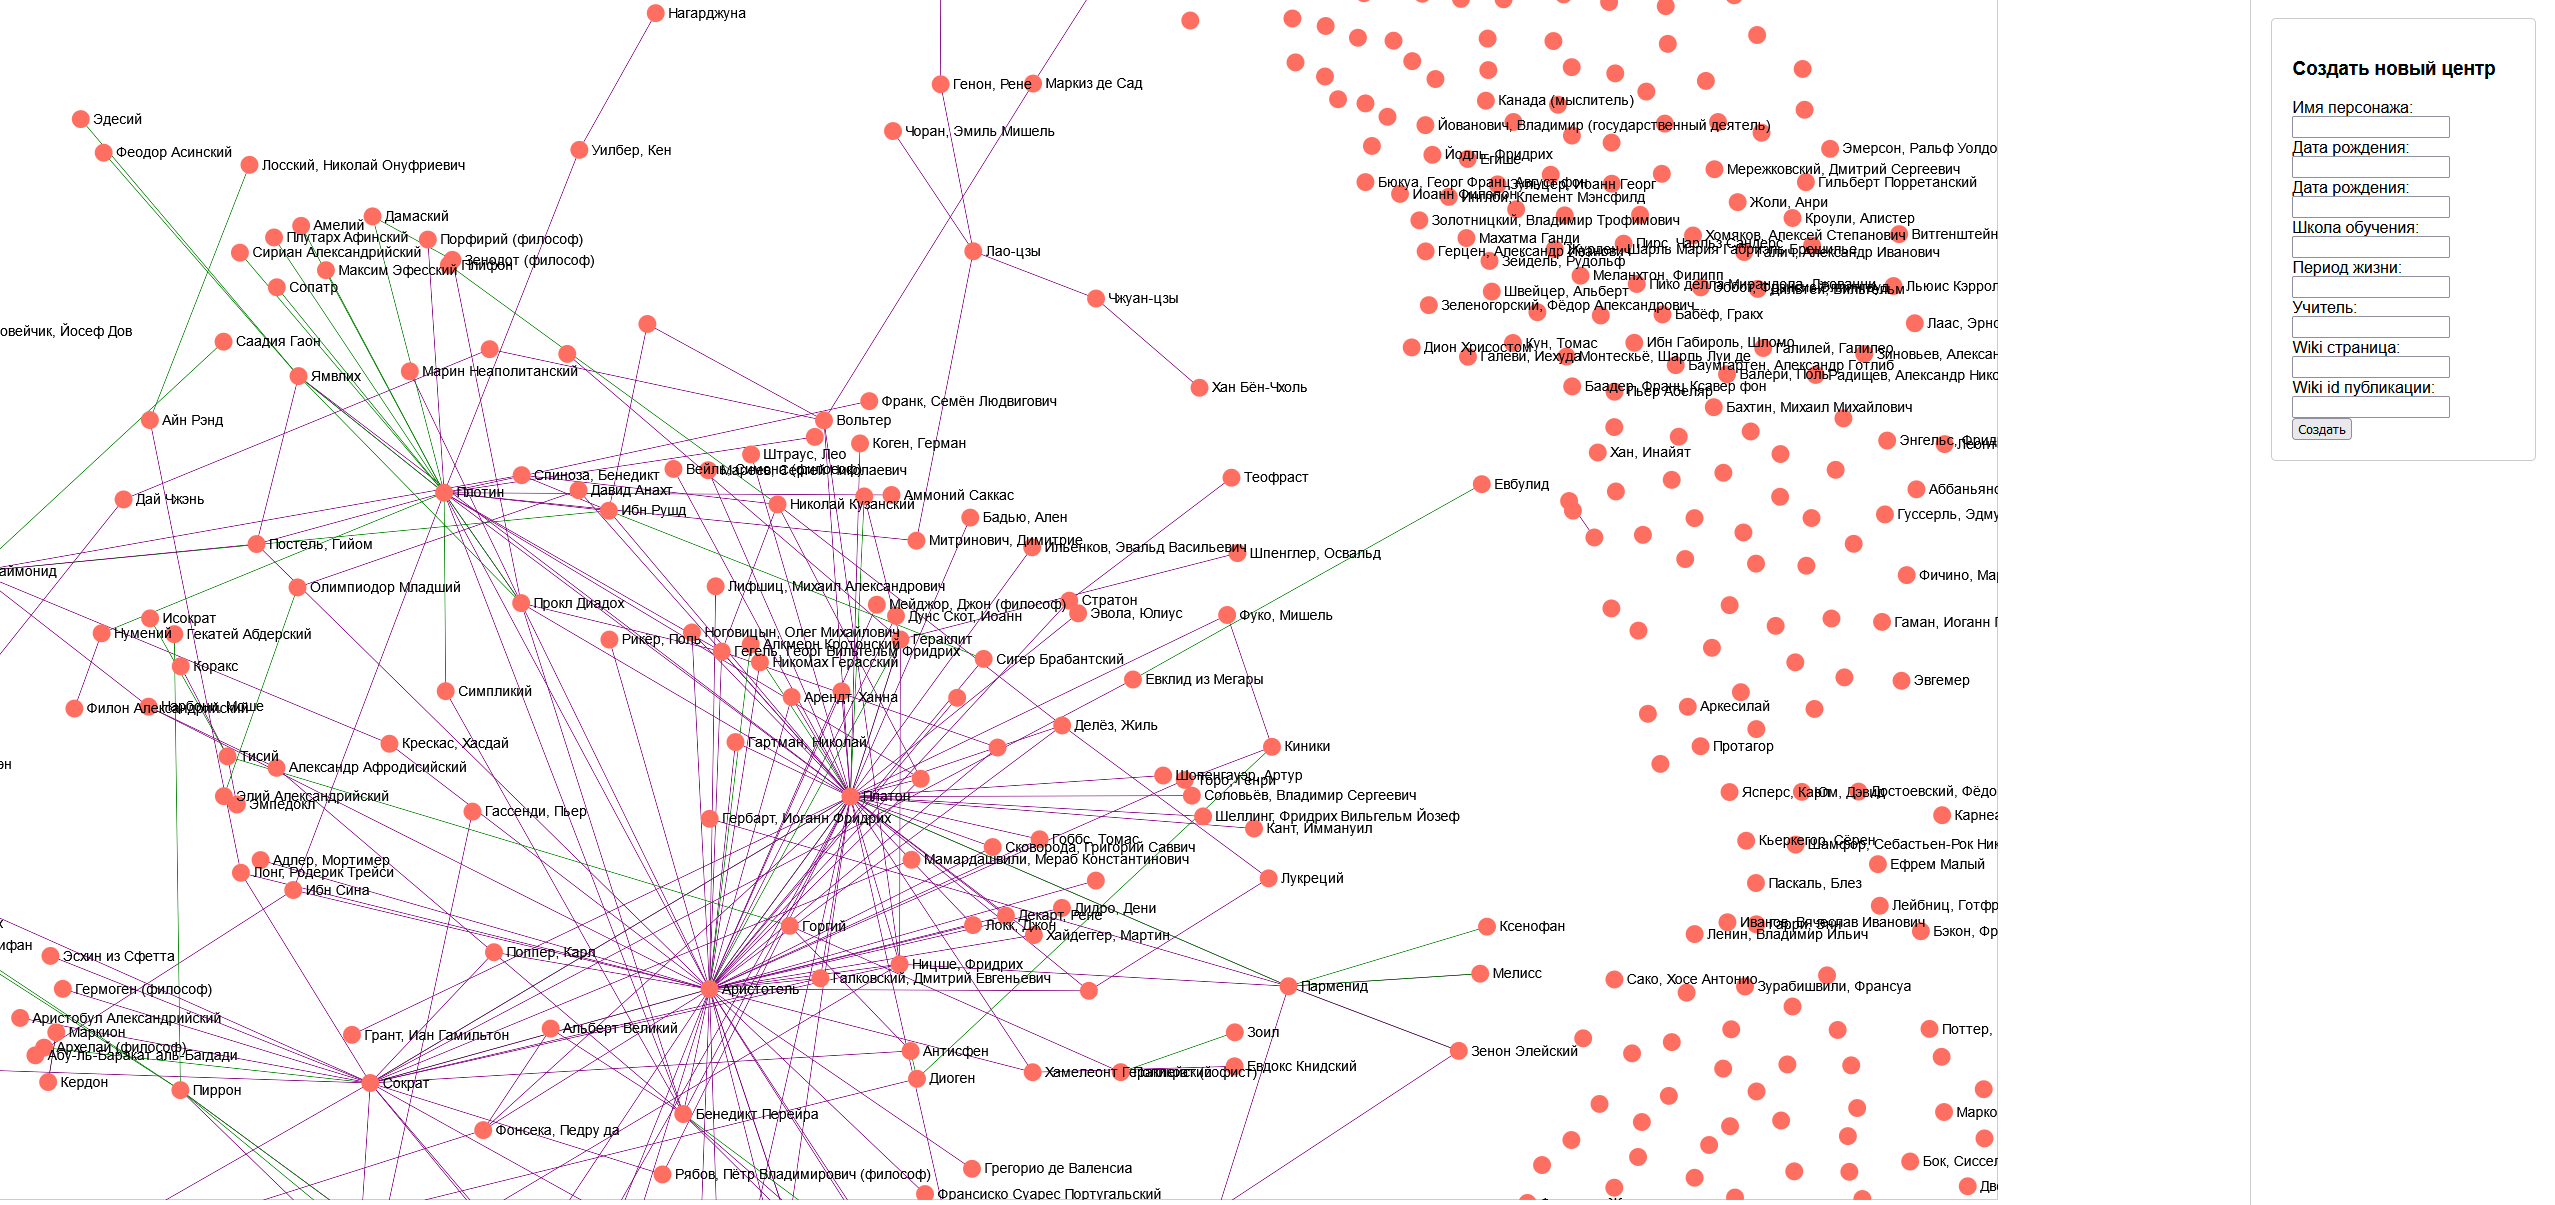 Нагарджуна
Генон, Рене
Маркиз де Сад
Эдесий
Чоран, Эмиль Мишель
Феодор Асинский
Лосский, Николай Онуфриевич
Уилбер, Кен
Амелий
Дамаский
Плутарх Афинский
Порфирий (философ)
Сириан Александрийский
Зенодот (философ)
Плифон
Максим Эфесский
Лао-цзы
Сопатр
Чжуан-цзы
овейчик, Йосеф Дов
Саадия Гаон
Ямвлих
Марин Неаполитанский
Хан Бён-Чхоль
Франк, Семён Людвигович
Айн Рэнд
Вольтер
Коген, Герман
Штраус, Лео
Спиноза, Бенедикт
Плотин
Давид Анахт
Аммоний Саккас
Дай Чжэнь
Николай Кузанский
Ибн Рушд
Бадью, Ален
Теофраст
Евбулид
Митринович, Димитрие
Ильенков, Эвальд Васильевич
Шпенглер, Освальд
Постель, Гийом
аймонид
Олимпиодор Младший
Лифшиц, Михаил Александрович
Прокл Диадох
Мейджор, Джон (философ)
Стратон
Эвола, Юлиус
Дунс Скот, Иоанн
Фуко, Мишель
Исократ
Нумений
Гекатей Абдерский
Рикёр, Поль
Ноговицын, Олег Михайлович
Алкмеон Кротонский
Гераклит
Гегель, Георг Вильгельм Фридрих
Никомах Герасский
Сигер Брабантский
Коракс
Евклид из Мегары
Симпликий
Арендт, Ханна
Филон Александрийский
Нарбони, Моше
Делёз, Жиль
Крескас, Хасдай
Гартман, Николай
Киники
Тисий
Александр Афродисийский
Шопенгауэр, Артур
Торо, Генри
Элий Александрийский
Эмпедокл
Платон
Соловьёв, Владимир Сергеевич
Гассенди, Пьер
Гербарт, Иоганн Фридрих
Шеллинг, Фридрих Вильгельм Йозеф
Кант, Иммануил
Гоббс, Томас
Сковорода, Григорий Саввич
Мамардашвили, Мераб Константинович
Адлер, Мортимер
Лонг, Родерик Трейси
Ибн Сина
Лукреций
Дидро, Дени
Декарт, Рене
Локк, Джон
Горгий
Хайдеггер, Мартин
Ксенофан
ифан
Эсхин из Сфетта
Поппер, Карл
Ницше, Фридрих
Галковский, Дмитрий Евгеньевич
Мелисс
Парменид
Гермоген (философ)
Аристотель
Аристобул Александрийский
Маркион
Архелай (философ)
Абу-ль-Баракат аль-Багдади
Грант, Иан Гамильтон
Альберт Великий
Зоил
Антисфен
Зенон Элейский
Евдокс Книдский
Диоген
Кердон
Пиррон
Сократ
Бенедикт Перейра
Фонсека, Педру да
Рябов, Пётр Владимирович (философ)
Грегорио де Валенсиа
Франсиско Суарес Португальский
Канада (мыслитель)
Йованович, Владимир (государственный деятель)
Йодль, Фридрих
Егише
Эмерсон, Ральф Уолдо
Мережковский, Дмитрий Сергеевич
Бюкуа, Георг Франц Август фон
Зульцер, Иоанн Георг
Гильберт Порретанский
Иоанн Филопон
Инглби, Клемент Мэнсфилд
Жоли, Анри
Золотницкий, Владимир Трофимович
Кроули, Алистер
Махатма Ганди
Хомяков, Алексей Степанович
Витгенштейн
Пирс, Чарльз Сандерс
Герцен, Александр Иванович
Галич, Александр Иванович
Зейдель, Рудольф
Меланхтон, Филипп
Швейцер, Альберт
Пико делла Мирандола, Джованни
Дильтей, Вильгельм
Льюис Кэррол
Зеленогорский, Фёдор Александрович
Бабёф, Гракх
Лаас, Эрнс
Дион Хрисостом
Кун, Томас
Ибн Габироль, Шломо
Галилей, Галилео
Галеви, Иехуда
Монтескьё, Шарль Луи де
Зиновьев, Алексан
Баумгартен, Александр Готлиб
Валери, Поль
Радищев, Александр Нико
Баадер, Франц Ксавер фон
Пьер Абеляр
Бахтин, Михаил Михайлович
Энгельс, Фрид
Хан, Инайят
Аббаньяно
Гуссерль, Эдму
Фичино, Мар
Гаман, Иоганн Г
Эвгемер
Аркесилай
Протагор
Ясперс, Карл
Юм, Дэвид
Достоевский, Фёдо
Карнеа
Кьеркегор, Сёрен
Шамфор, Себастьен-Рок Ник
Ефрем Малый
Паскаль, Блез
Лейбниц, Готфр
Иванов, Вячеслав Иванович
Ленин, Владимир Ильич
Бэкон, Фр
Сако, Хосе Антонио
Зурабишвили, Франсуа
Поттер,
Марко
Бок, Сиссел
Дво
Создать новый центр
Имя персонажа:
Дата рождения:
Дата рождения:
Школа обучения:
Период жизни:
Учитель:
Wiki страница:
Wiki id публикации:
Создать